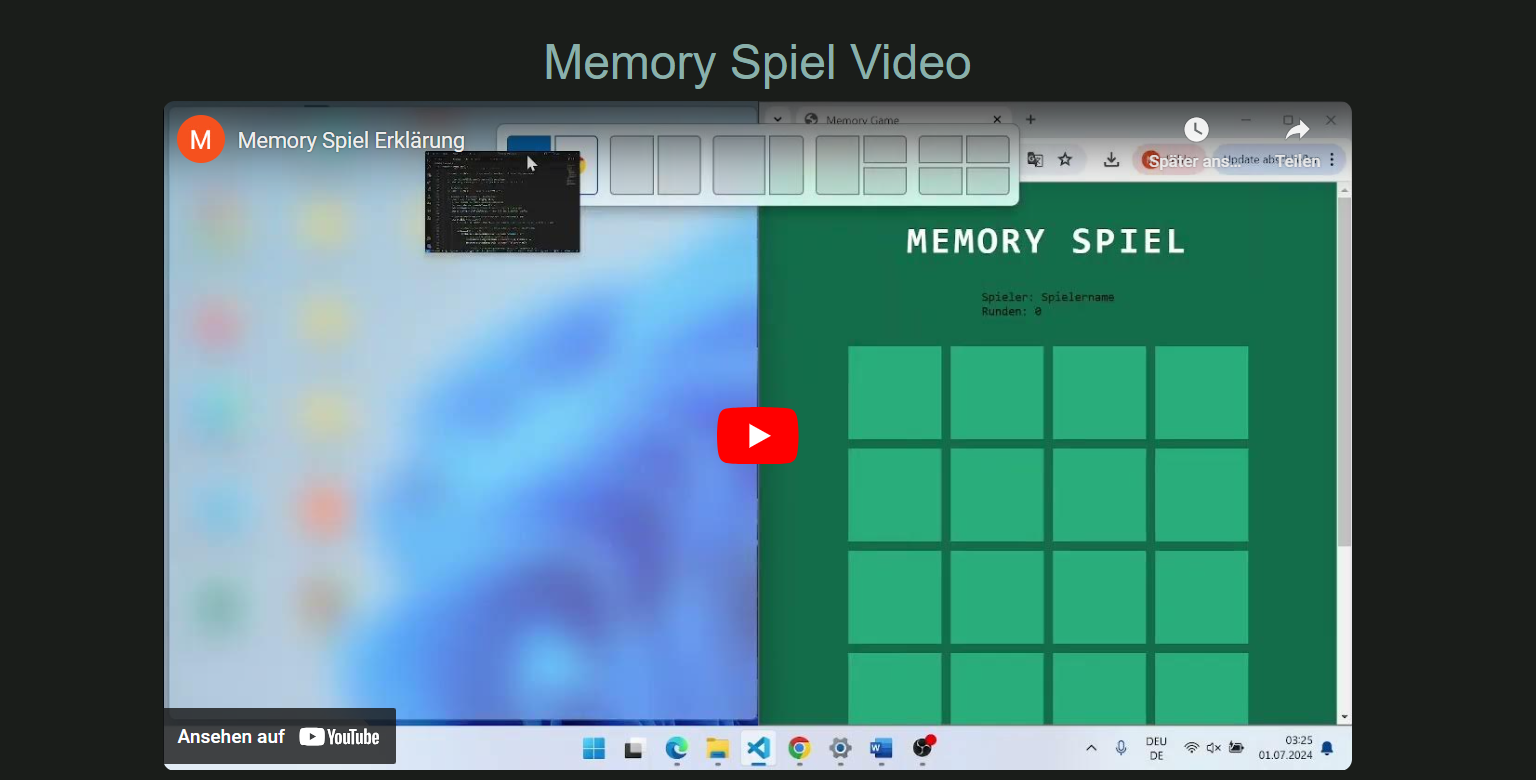 Memory Spiel Video
M
Memory Spiel Erklärung
Memory Game
Später ans...
Teilen
MEMORY SPIEL
Spieler: Spielername
Runden: 0
Ansehen auf YouTube
DEU
DE
03:25
01.07.2024